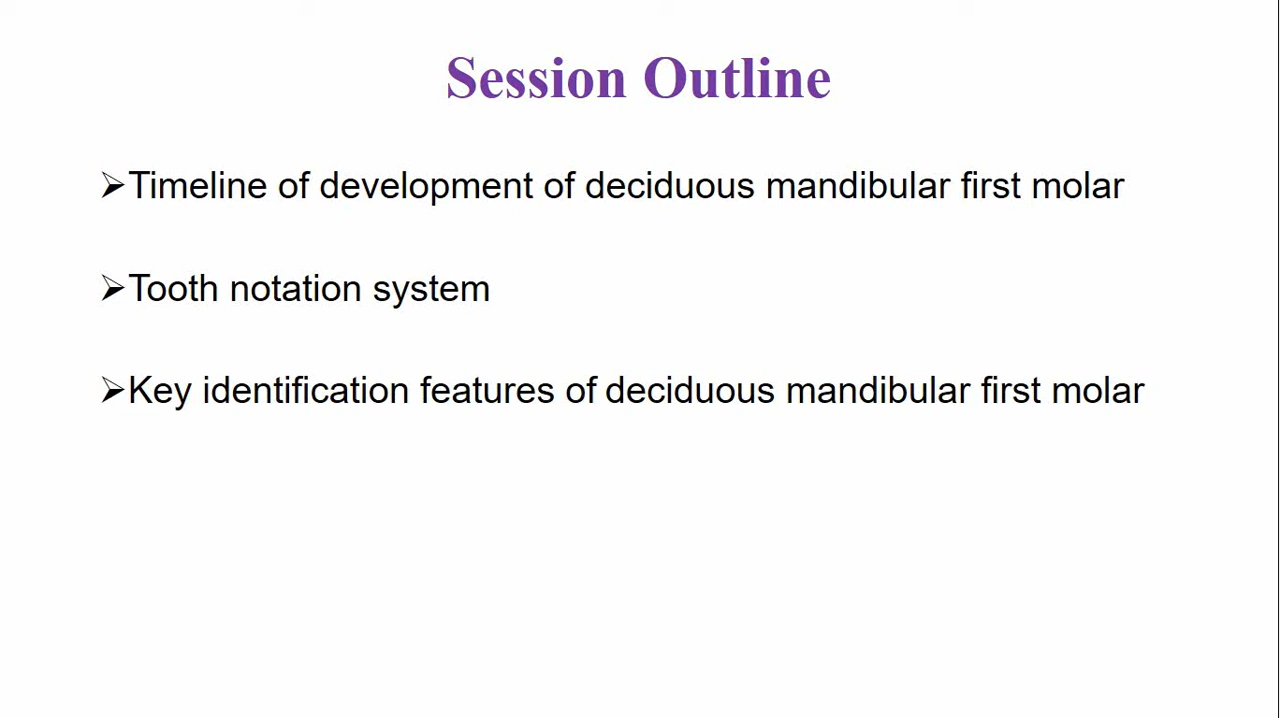 Session Outline
➢Timeline of development of deciduous mandibular first molar
➢Tooth notation system
➢Key identification features of deciduous mandibular first molar